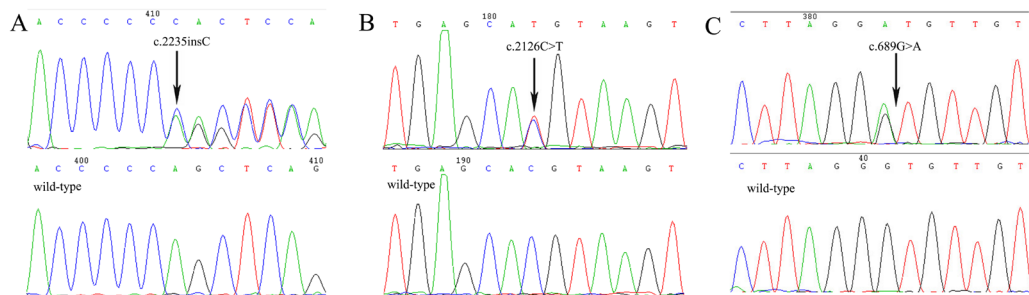 A
410
A C C C C C C A C T C C A
c.2235insC
400 410
A C C C C C A G C T C A G
wild-type
B
180
T G A G C A T G T A A G T
c.2126C>T
190
T G A G C A C G T A A G T
wild-type
C
380
C T T A G G A T G T T G T
c.689G>A
40
C T T A G G G T G T T G T
wild-type